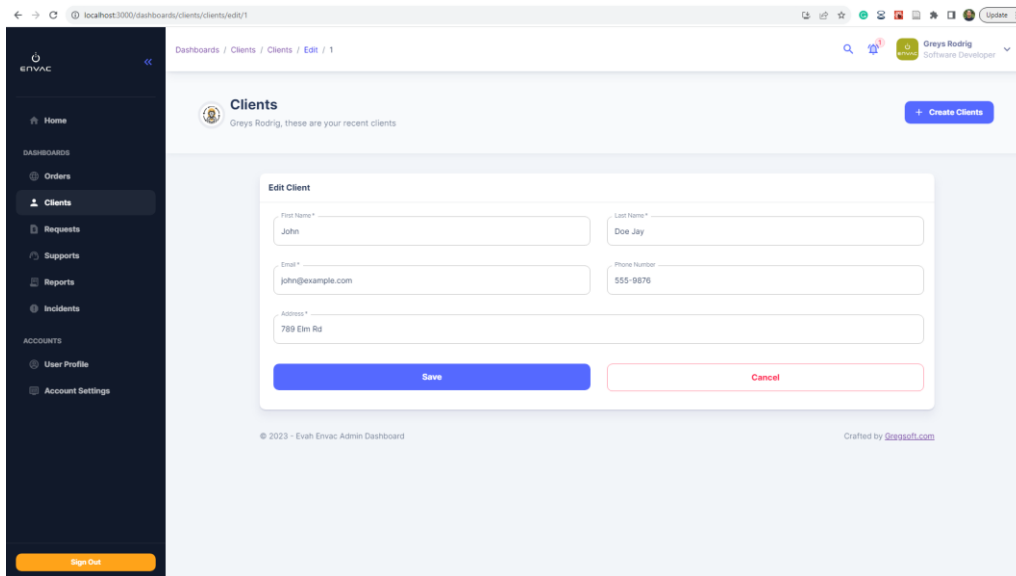 localhost:3000/dashboards/clients/clients/edit/1
Update
ENVAC
«
Dashboards / Clients / Clients / Edit / 1
1
ENVAC
Greys Rodrig
Software Developer
Home
DASHBOARDS
Orders
Clients
Requests
Supports
Reports
Incidents
ACCOUNTS
User Profile
Account Settings
Sign Out
Clients
Greys Rodrig, these are your recent clients
+ Create Clients
Edit Client
First Name * Last Name *
John Doe Jay
Email * Phone Number
john@example.com 555-9876
Address *
789 Elm Rd
Save Cancel
© 2023 - Evah Envac Admin Dashboard Crafted by Gregsoft.com